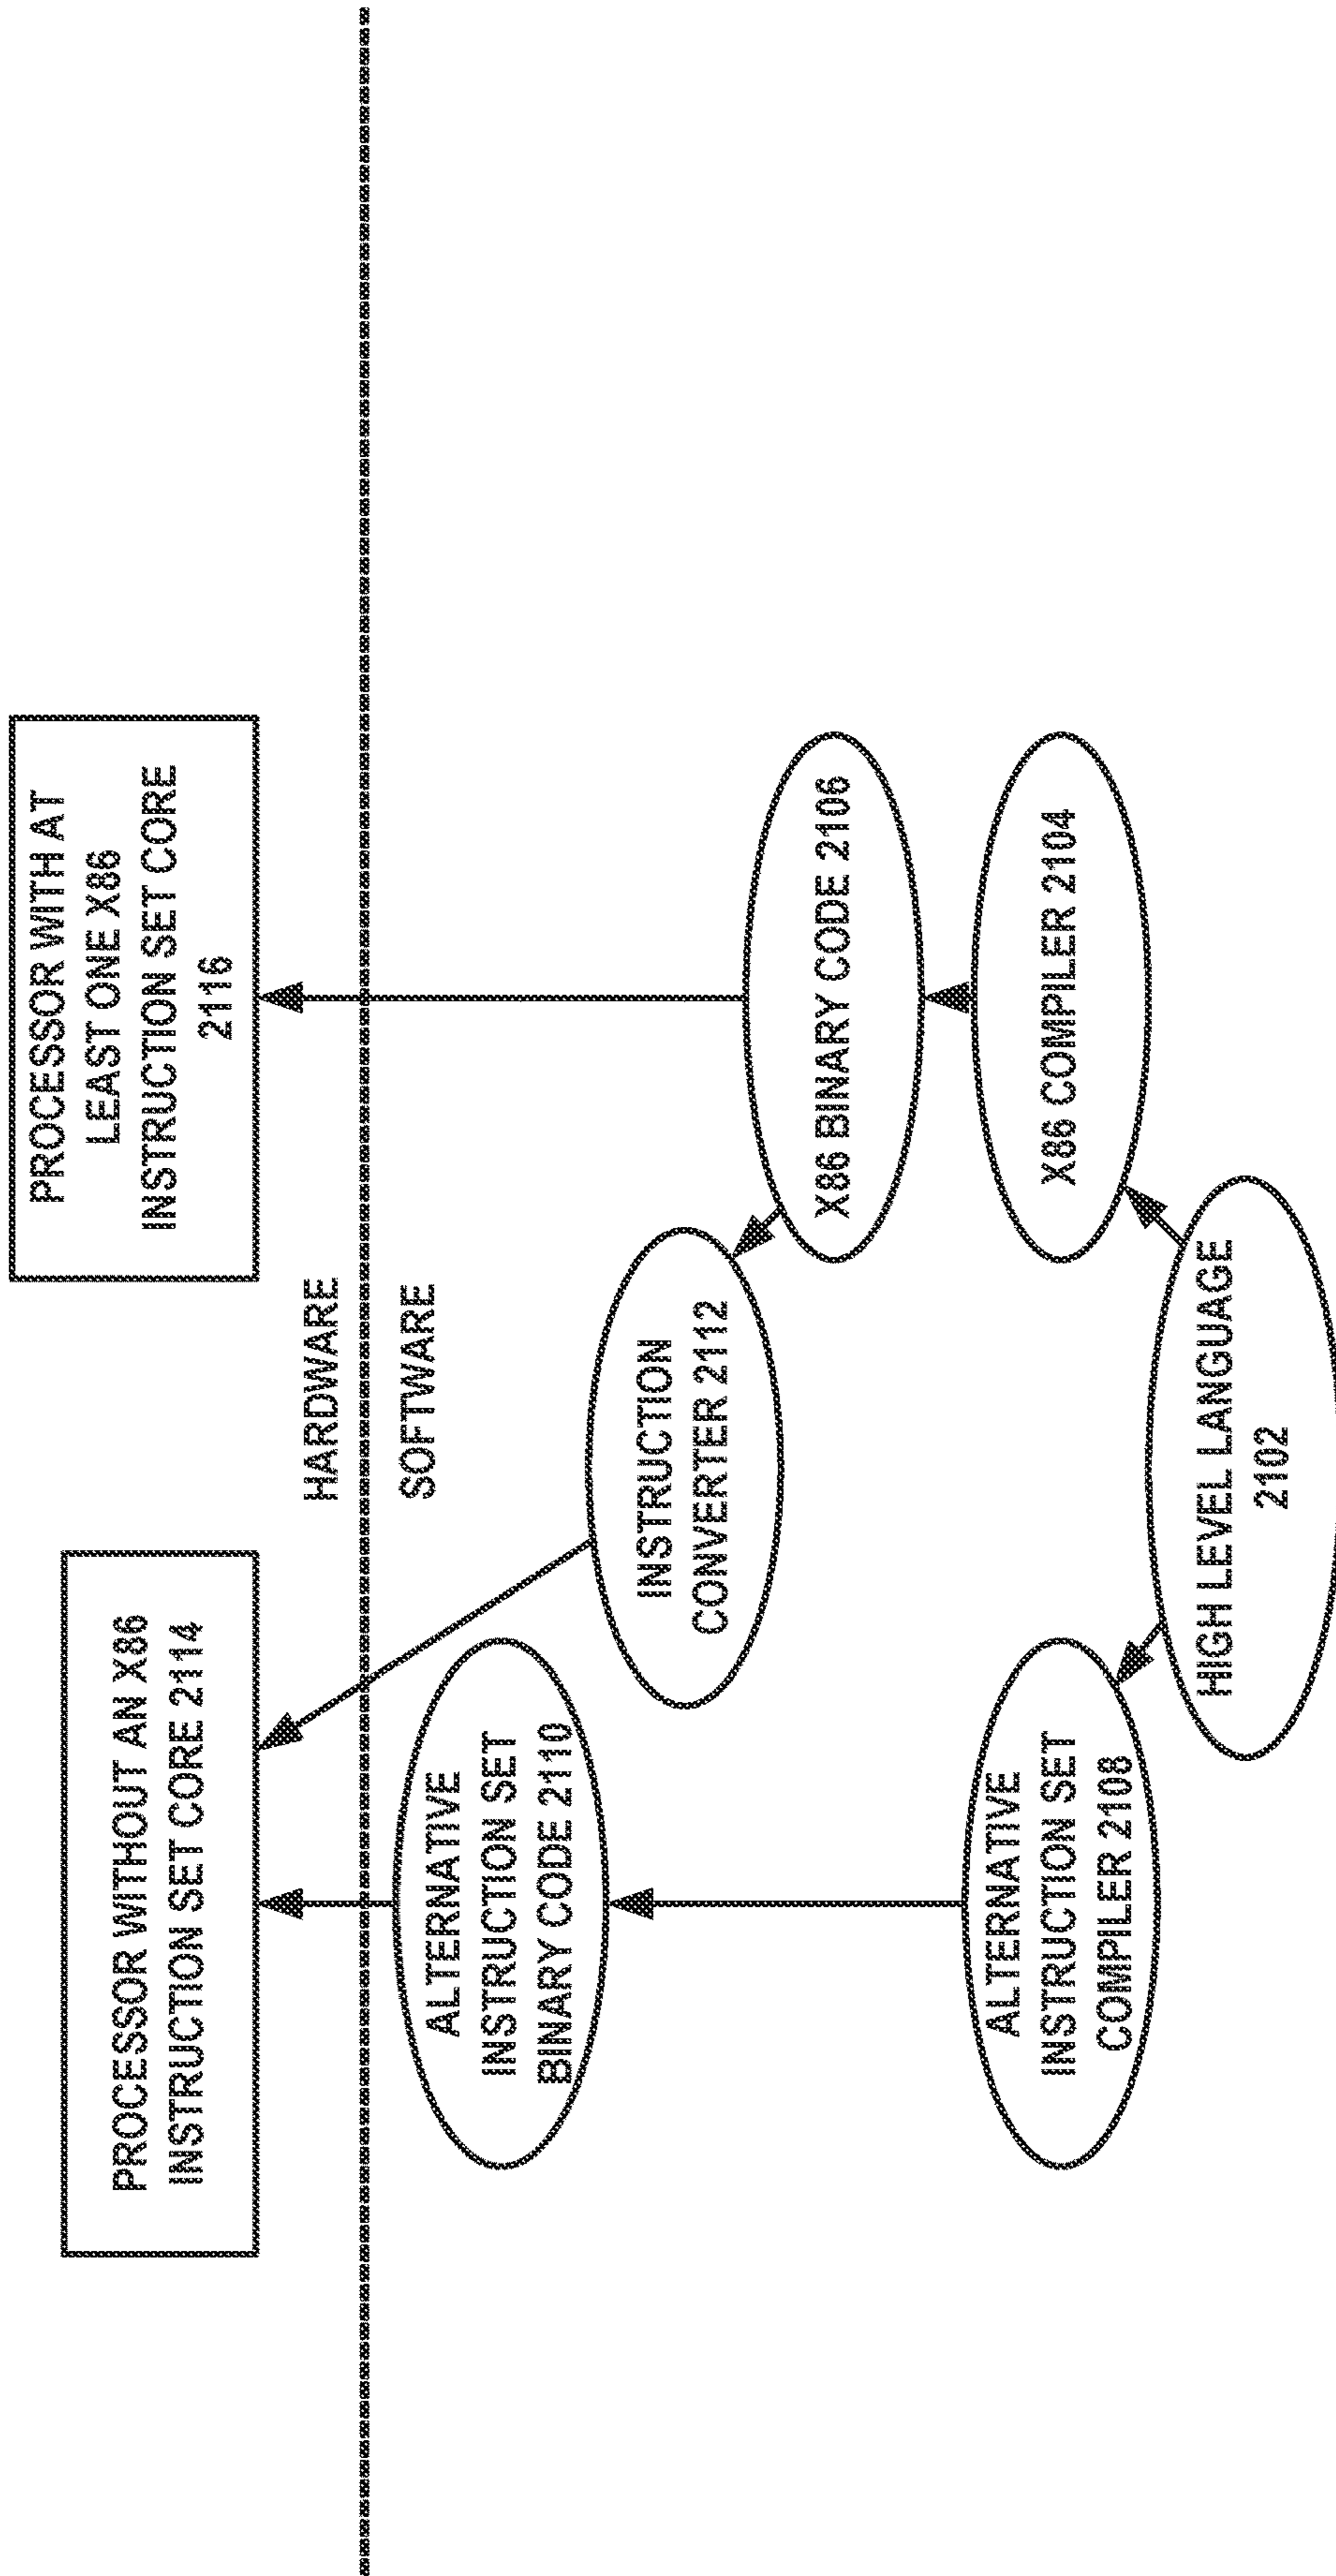 PROCESSOR WITHOUT AN X86
INSTRUCTION SET CORE 2114
PROCESSOR WITH AT
LEAST ONE X86
INSTRUCTION SET CORE
2116
HARDWARE
SOFTWARE
ALTERNATIVE
INSTRUCTION SET
BINARY CODE 2110
INSTRUCTION
CONVERTER 2112
X86 BINARY CODE 2106
ALTERNATIVE
INSTRUCTION SET
COMPILER 2108
X86 COMPILER 2104
HIGH LEVEL LANGUAGE
2102